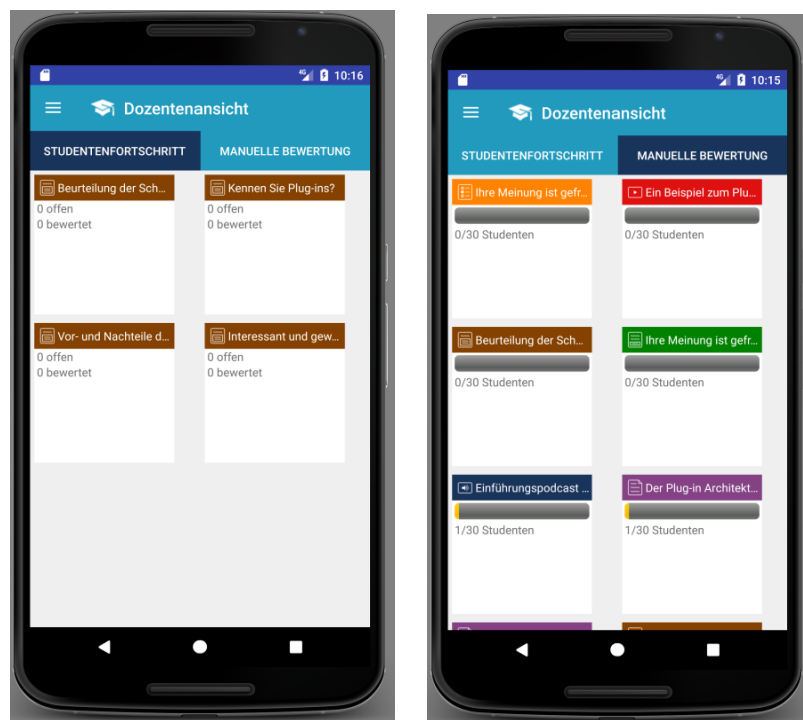 4G 10:16
Dozentenansicht
STUDENTENFORTSCHRITT MANUELLE BEWERTUNG
Beurteilung der Sch... Kennen Sie Plug-ins?
0 offen 0 offen
0 bewertet 0 bewertet
Vor- und Nachteile d... Interessant und gew...
0 offen 0 offen
0 bewertet 0 bewertet
4G 10:15
Dozentenansicht
STUDENTENFORTSCHRITT MANUELLE BEWERTUNG
Ihre Meinung ist gefr... Ein Beispiel zum Plu...
0/30 Studenten 0/30 Studenten
Beurteilung der Sch... Ihre Meinung ist gefr...
0/30 Studenten 0/30 Studenten
Einführungspodcast ... Der Plug-in Architekt...
1/30 Studenten 1/30 Studenten